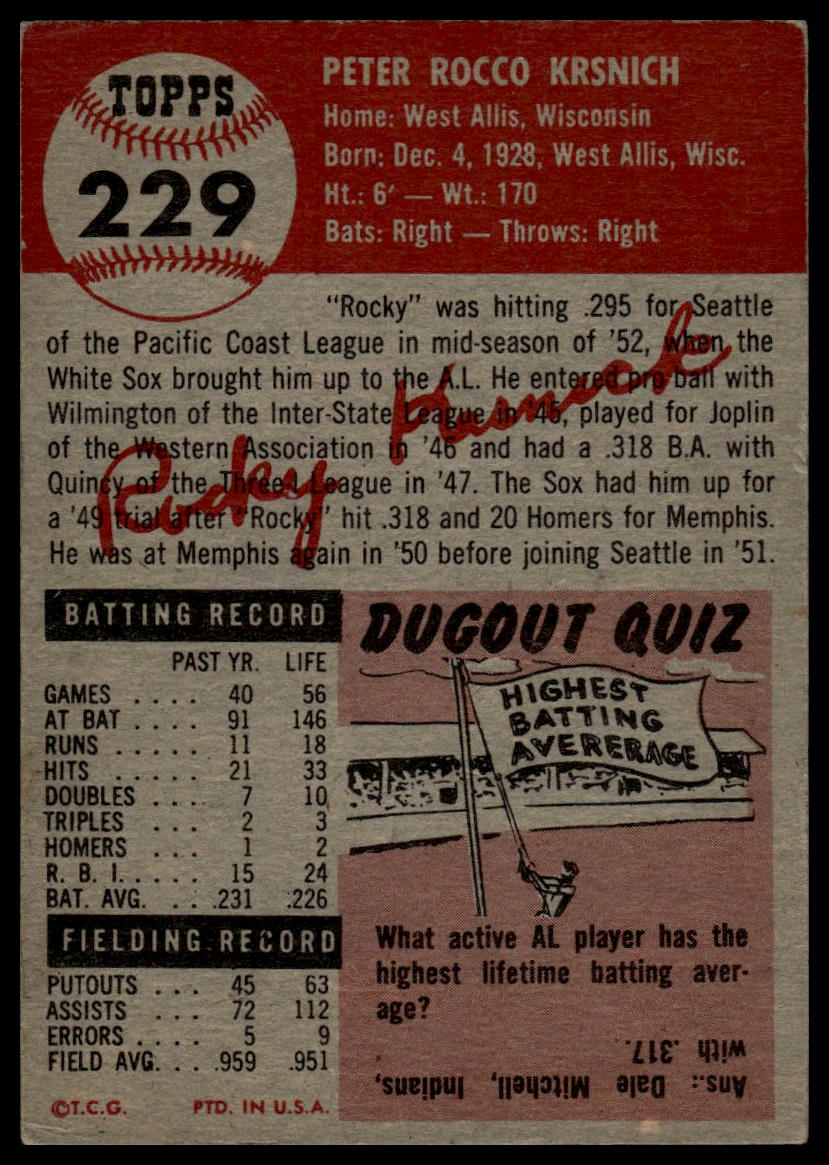 TOPPS
229
PETER ROCCO KRSNICH
Home: West Allis, Wisconsin
Born: Dec. 4, 1928, West Allis, Wisc.
Ht.: 6' — Wt.: 170
Bats: Right — Throws: Right
"Rocky" was hitting .295 for Seattle
of the Pacific Coast League in mid-season of '52, when the
White Sox brought him up to the A.L. He entered pro ball with
Wilmington of the Inter-State League in '45, played for Joplin
of the Western Association in '46 and had a .318 B.A. with
Quincy of the Three-I League in '47. The Sox had him up for
a '49 trial after "Rocky" hit .318 and 20 Homers for Memphis.
He was at Memphis again in '50 before joining Seattle in '51.
Rocky Krsnich
BATTING RECORD
PAST YR. LIFE
GAMES . . . . 40 56
AT BAT . . . . 91 146
RUNS . . . . . 11 18
HITS . . . . . 21 33
DOUBLES . . . . 7 10
TRIPLES . . . 2 3
HOMERS . . . 1 2
R. B. I. . . . . 15 24
BAT. AVG. . . . .231 .226
FIELDING RECORD
PUTOUTS . . . 45 63
ASSISTS . . . 72 112
ERRORS . . . . 5 9
FIELD AVG. . . . .959 .951
©T.C.G. PTD. IN U.S.A.
DUGOUT QUIZ
HIGHEST
BATTING
AVERERAGE
What active AL player has the
highest lifetime batting aver-
age?
Ans.: Dale Mitchell, Indians,
with .317.